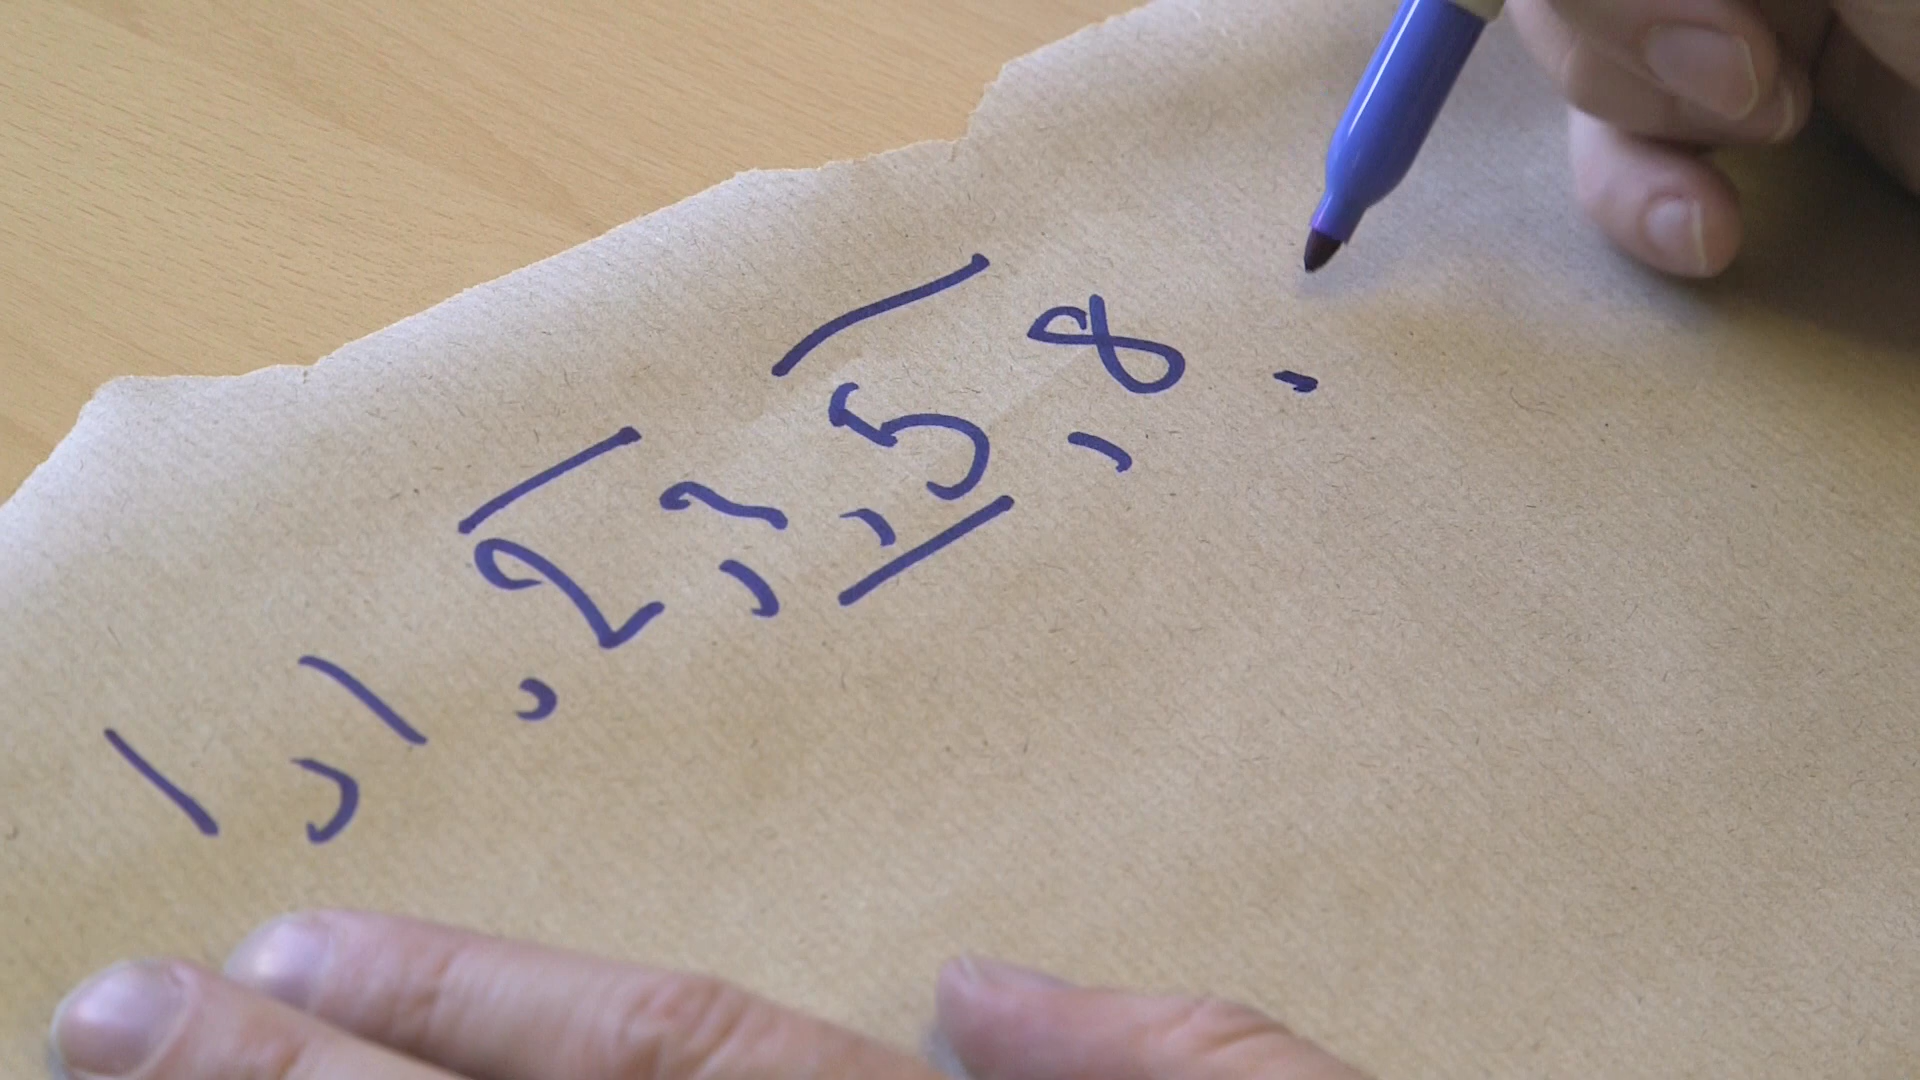 1, 1, 2, 3, 5, 8.